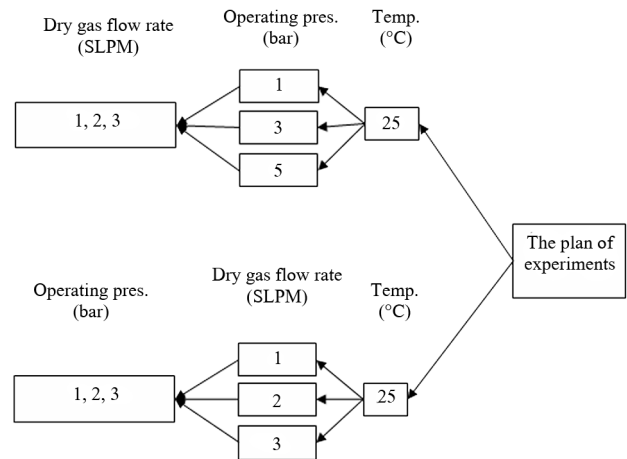 Dry gas flow rate
(SLPM)
Operating pres.
(bar)
Temp.
(°C)
1
1, 2, 3
3
25
5
The plan of
experiments
Operating pres.
(bar)
Dry gas flow rate
(SLPM)
Temp.
(°C)
1
1, 2, 3
2
25
3